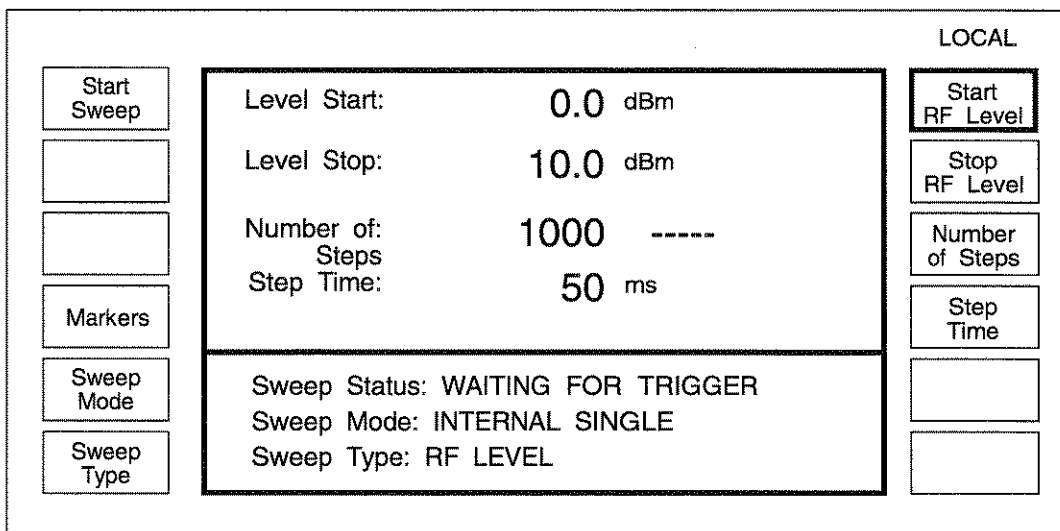 LOCAL
Start
Sweep
Markers
Sweep
Mode
Sweep
Type
Level Start: 0.0 dBm
Level Stop: 10.0 dBm
Number of: 1000 -----
Steps
Step Time: 50 ms
Sweep Status: WAITING FOR TRIGGER
Sweep Mode: INTERNAL SINGLE
Sweep Type: RF LEVEL
Start
RF Level
Stop
RF Level
Number
of Steps
Step
Time